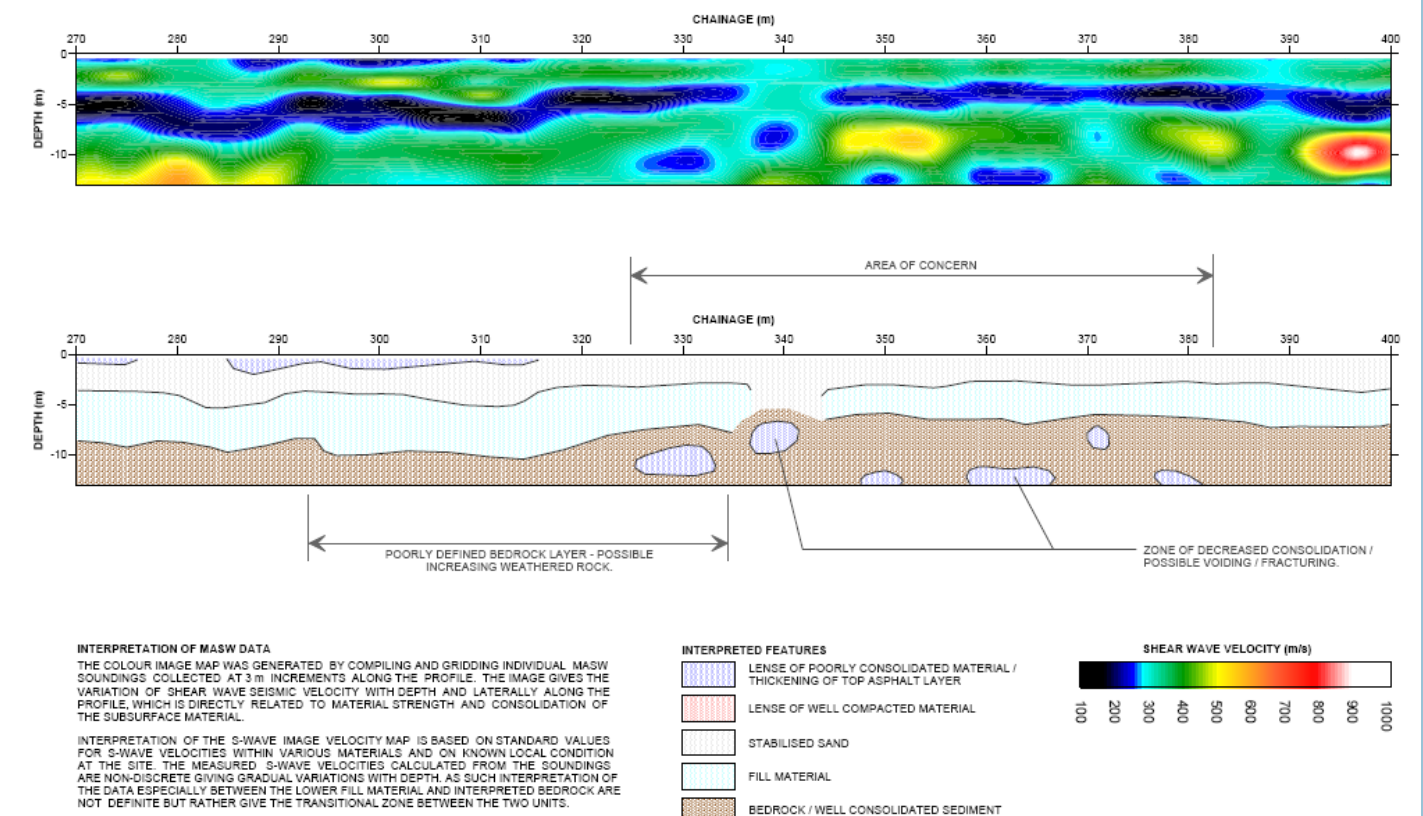 CHAINAGE (m)
270 280 290 300 310 320 330 340 350 360 370 380 390 400
0
-5
-10
DEPTH (m)
AREA OF CONCERN
CHAINAGE (m)
270 280 290 300 310 320 330 340 350 360 370 380 390 400
0
-5
-10
DEPTH (m)
POORLY DEFINED BEDROCK LAYER - POSSIBLE
INCREASING WEATHERED ROCK.
ZONE OF DECREASED CONSOLIDATION /
POSSIBLE VOIDING / FRACTURING.
INTERPRETATION OF MASW DATA
THE COLOUR IMAGE MAP WAS GENERATED BY COMPILING AND GRIDDING INDIVIDUAL MASW
SOUNDINGS COLLECTED AT 3 m INCREMENTS ALONG THE PROFILE. THE IMAGE GIVES THE
VARIATION OF SHEAR WAVE SEISMIC VELOCITY WITH DEPTH AND LATERALLY ALONG THE
PROFILE, WHICH IS DIRECTLY RELATED TO MATERIAL STRENGTH AND CONSOLIDATION OF
THE SUBSURFACE MATERIAL.
INTERPRETATION OF THE S-WAVE IMAGE VELOCITY MAP IS BASED ON STANDARD VALUES
FOR S-WAVE VELOCITIES WITHIN VARIOUS MATERIALS AND ON KNOWN LOCAL CONDITION
AT THE SITE. THE MEASURED S-WAVE VELOCITIES CALCULATED FROM THE SOUNDINGS
ARE NON-DISCRETE GIVING GRADUAL VARIATIONS WITH DEPTH. AS SUCH INTERPRETATION OF
THE DATA ESPECIALLY BETWEEN THE LOWER FILL MATERIAL AND INTERPRETED BEDROCK ARE
NOT DEFINITE BUT RATHER GIVE THE TRANSITIONAL ZONE BETWEEN THE TWO UNITS.
INTERPRETED FEATURES
LENSE OF POORLY CONSOLIDATED MATERIAL /
THICKENING OF TOP ASPHALT LAYER
LENSE OF WELL COMPACTED MATERIAL
STABILISED SAND
FILL MATERIAL
BEDROCK / WELL CONSOLIDATED SEDIMENT
SHEAR WAVE VELOCITY (m/s)
100 200 300 400 500 600 700 800 900 1000